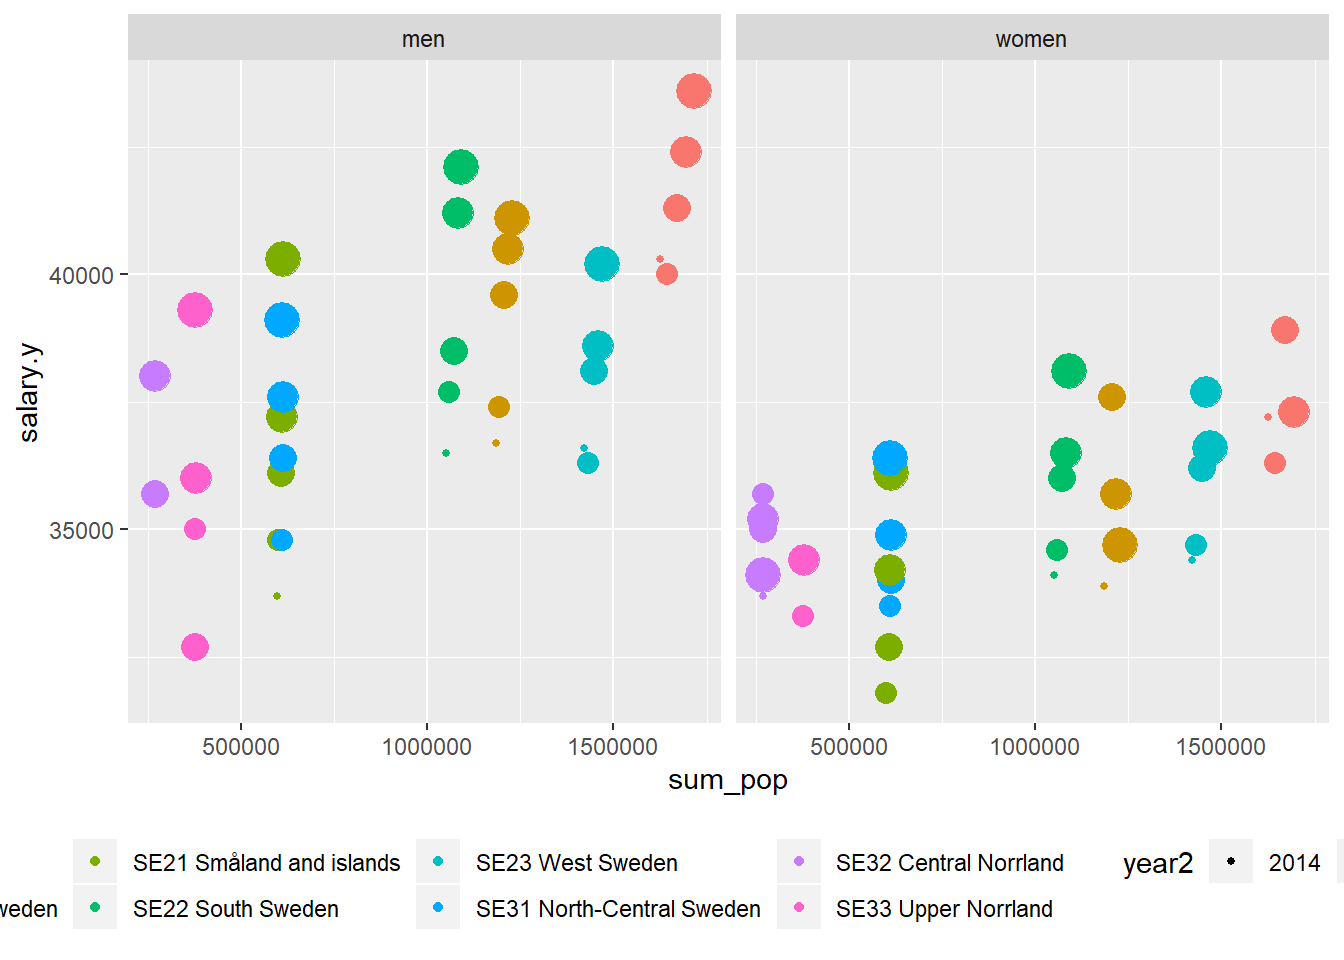 men women
40000
35000
salary.y
500000 1000000 1500000 500000 1000000 1500000
sum_pop
SE21 Småland and islands SE23 West Sweden SE32 Central Norrland year2 2014
weden SE22 South Sweden SE31 North-Central Sweden SE33 Upper Norrland